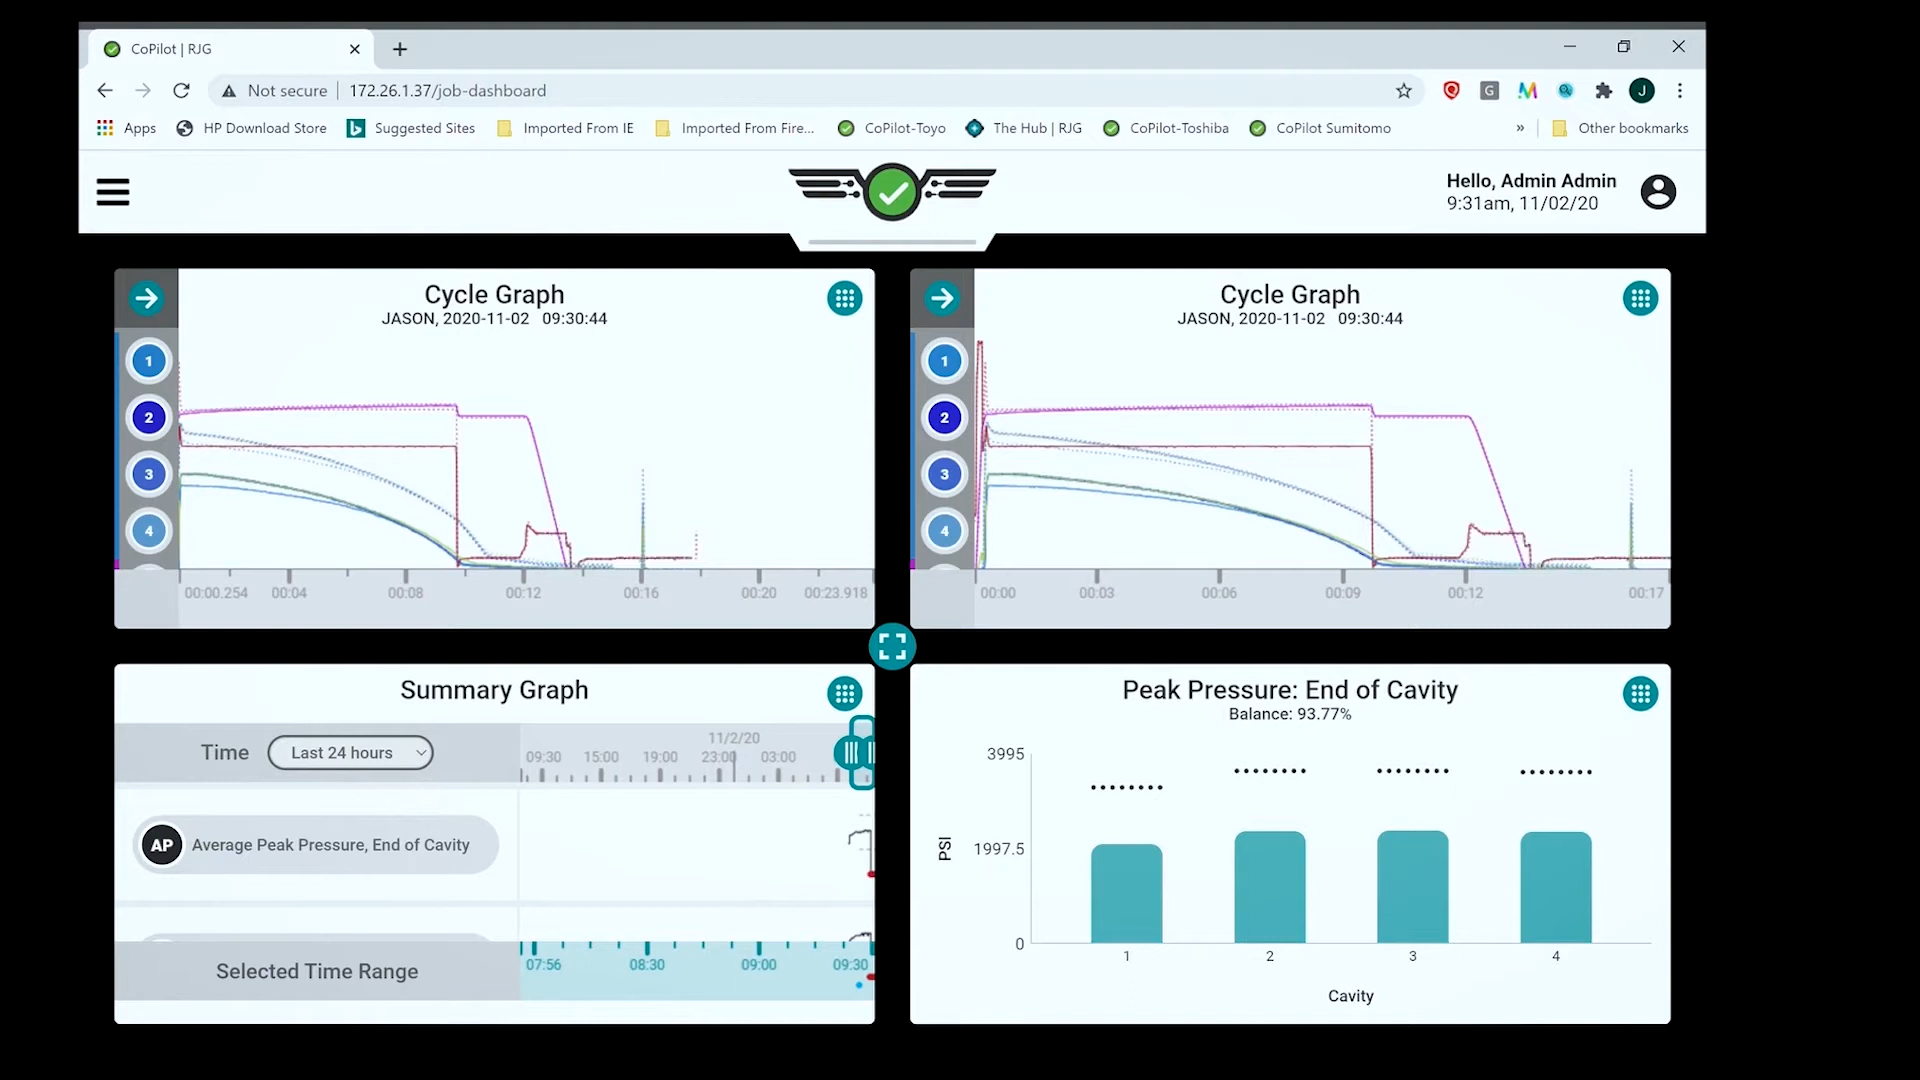 CoPilot | RJG
Not secure
172.26.1.37/job-dashboard
G
J
Apps
HP Download Store
Suggested Sites
Imported From IE
Imported From Fire...
CoPilot-Toyo
The Hub | RJG
CoPilot-Toshiba
CoPilot Sumitomo
»
Other bookmarks
Hello, Admin Admin
9:31am, 11/02/20
Cycle Graph
JASON, 2020-11-02 09:30:44
1
2
3
4
00:00.254 00:04 00:08 00:12 00:16 00:20 00:23.918
Cycle Graph
JASON, 2020-11-02 09:30:44
1
2
3
4
00:00 00:03 00:06 00:09 00:12 00:17
Summary Graph
Time
Last 24 hours
11/2/20
09:30 15:00 19:00 23:00 03:00
AP
Average Peak Pressure, End of Cavity
Selected Time Range
07:56 08:30 09:00 09:30
Peak Pressure: End of Cavity
Balance: 93.77%
3995
1997.5
0
PSI
1 2 3 4
Cavity